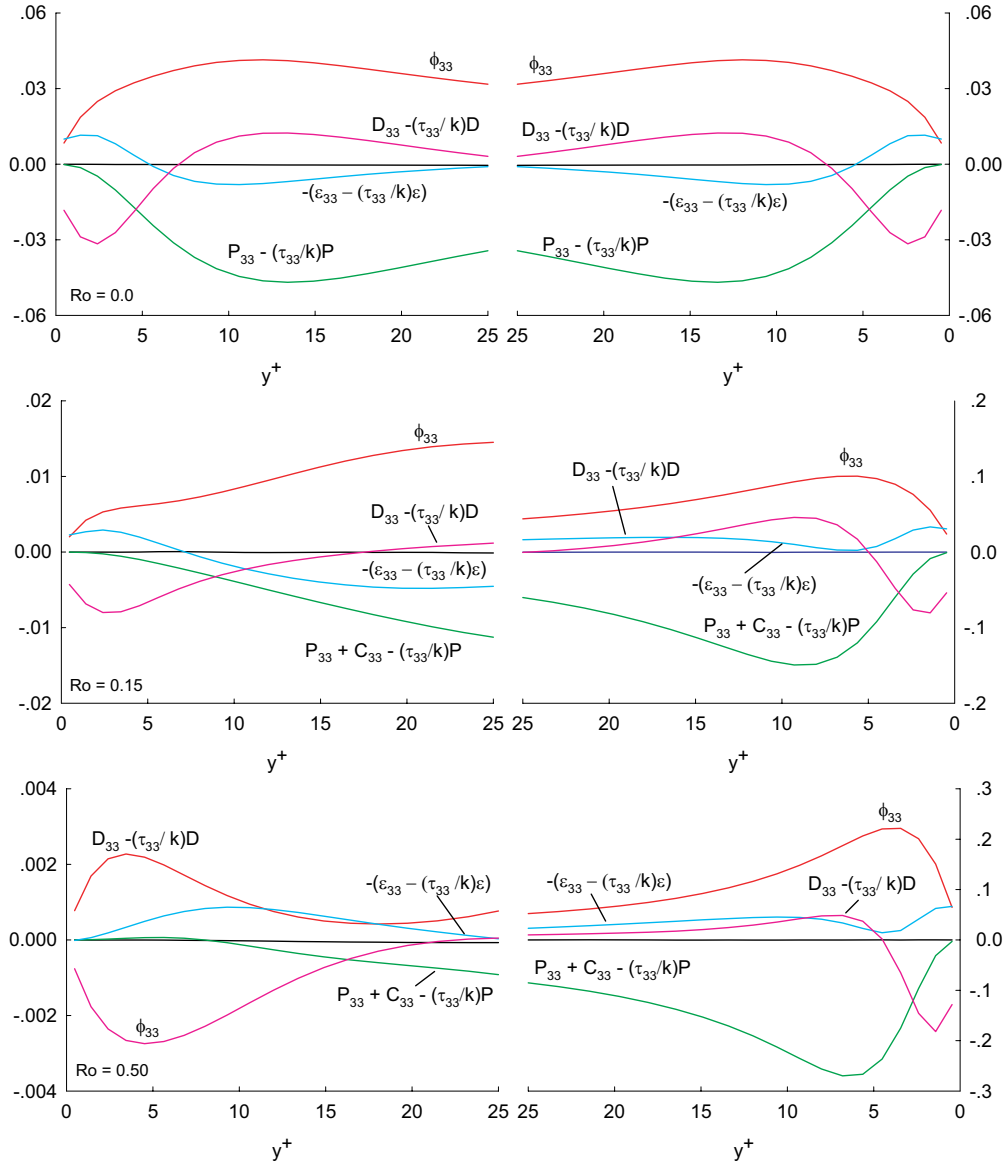 .06 .06
ϕ33 ϕ33
.03 .03
D33 -(τ33/ k)D D33 -(τ33/ k)D
0.00 0.00
-(ε33 – (τ33 /k)ε) -(ε33 – (τ33 /k)ε)
-.03 -.03
P33 - (τ33/k)P P33 - (τ33/k)P
Ro = 0.0
-.06 -.06
0 5 10 15 20 25 25 20 15 10 5 0
y+ y+
.02 .2
ϕ33 ϕ33
D33 -(τ33/ k)D
.01 .1
D33 -(τ33/ k)D
0.00 0.0
-(ε33 – (τ33 /k)ε) -(ε33 – (τ33 /k)ε)
-.01 -.1
P33 + C33 - (τ33/k)P P33 + C33 - (τ33/k)P
Ro = 0.15
-.02 -.2
0 5 10 15 20 25 25 20 15 10 5 0
y+ y+
.004 .3
ϕ33
D33 -(τ33/ k)D
.002 .2
-(ε33 – (τ33 /k)ε) -(ε33 – (τ33 /k)ε) D33 -(τ33/ k)D
.1
0.000 0.0
P33 + C33 - (τ33/k)P P33 + C33 - (τ33/k)P
-.1
-.002 -.2
ϕ33
Ro = 0.50
-.004 -.3
0 5 10 15 20 25 25 20 15 10 5 0
y+ y+